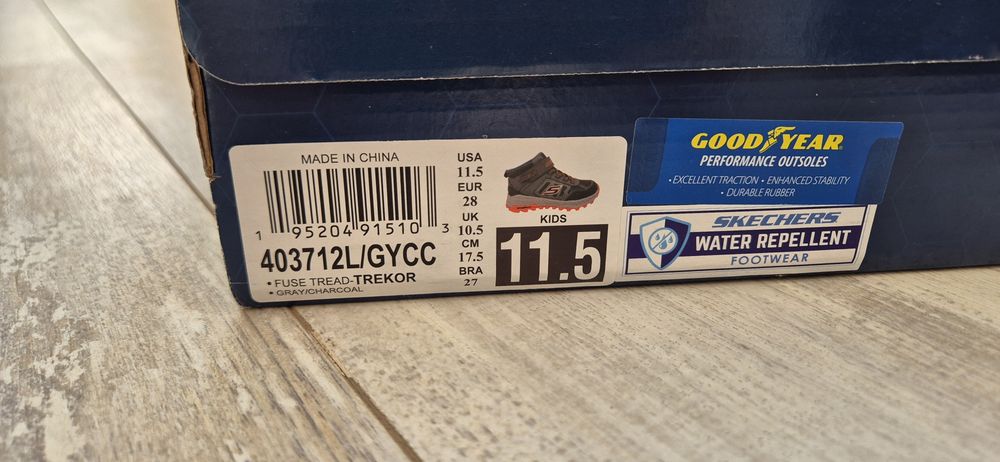 MADE IN CHINA
1 95204 91510 3
403712L/GYCC
• FUSE TREAD-TREKOR
• GRAY/CHARCOAL
USA
11.5
EUR
28
UK
10.5
CM
17.5
BRA
27
KIDS
11.5
GOOD YEAR
PERFORMANCE OUTSOLES
• EXCELLENT TRACTION • ENHANCED STABILITY
• DURABLE RUBBER
SKECHERS
WATER REPELLENT
FOOTWEAR